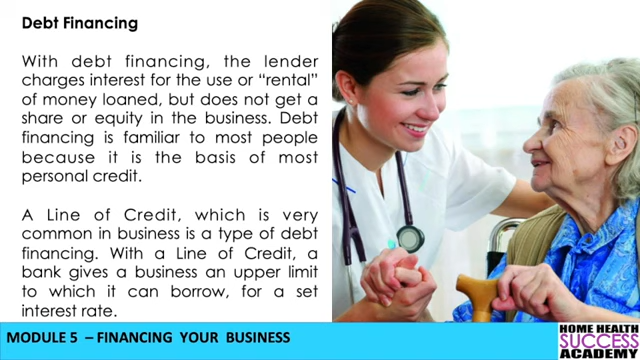 Debt Financing
With debt financing, the lender
charges interest for the use or “rental”
of money loaned, but does not get a
share or equity in the business. Debt
financing is familiar to most people
because it is the basis of most
personal credit.
A Line of Credit, which is very
common in business is a type of debt
financing. With a Line of Credit, a
bank gives a business an upper limit
to which it can borrow, for a set
interest rate.
MODULE 5 – FINANCING YOUR BUSINESS
HOME HEALTH
SUCCESS
ACADEMY